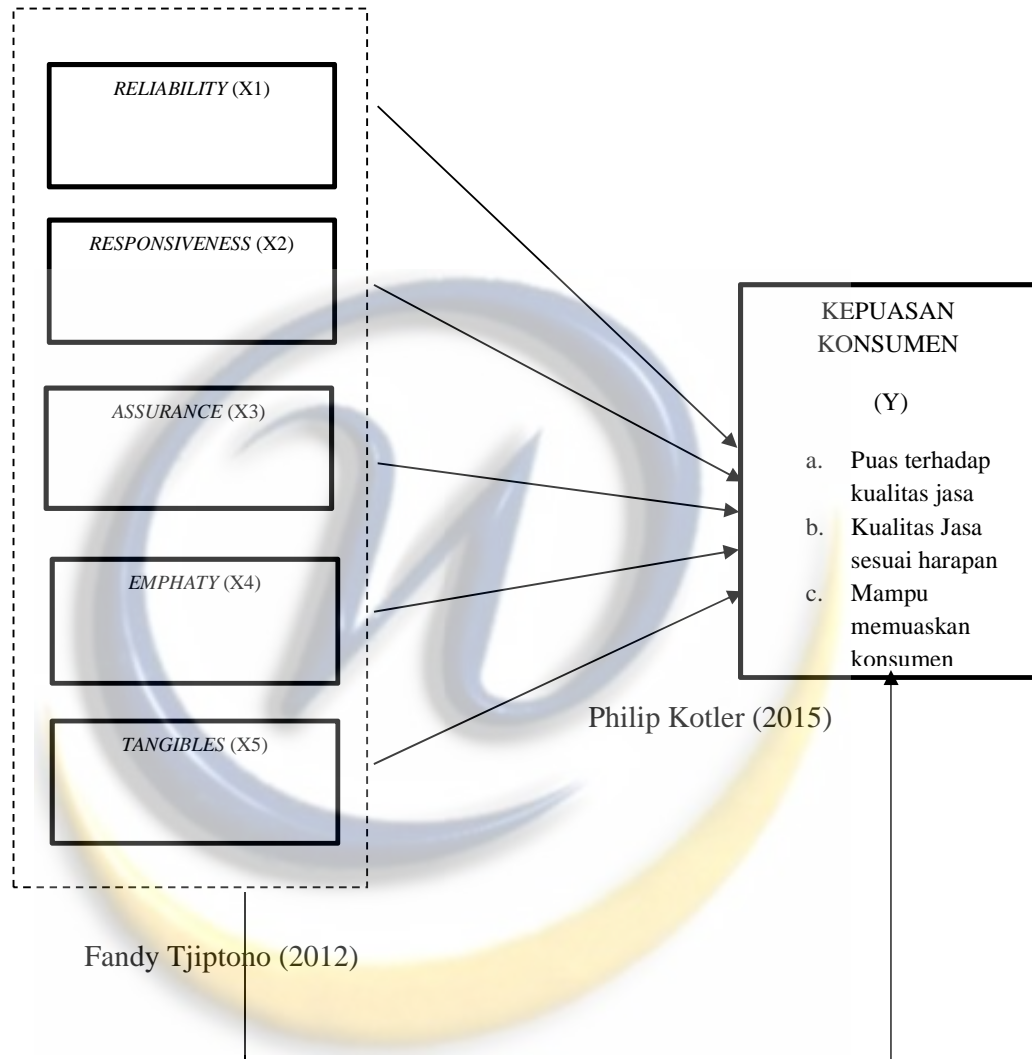 RELIABILITY (X1)
RESPONSIVENESS (X2)
ASSURANCE (X3)
EMPHATY (X4)
TANGIBLES (X5)
Fandy Tjiptono (2012)
KEPUASAN
KONSUMEN
(Y)
a. Puas terhadap
kualitas jasa
b. Kualitas Jasa
sesuai harapan
c. Mampu
memuaskan
konsumen
Philip Kotler (2015)